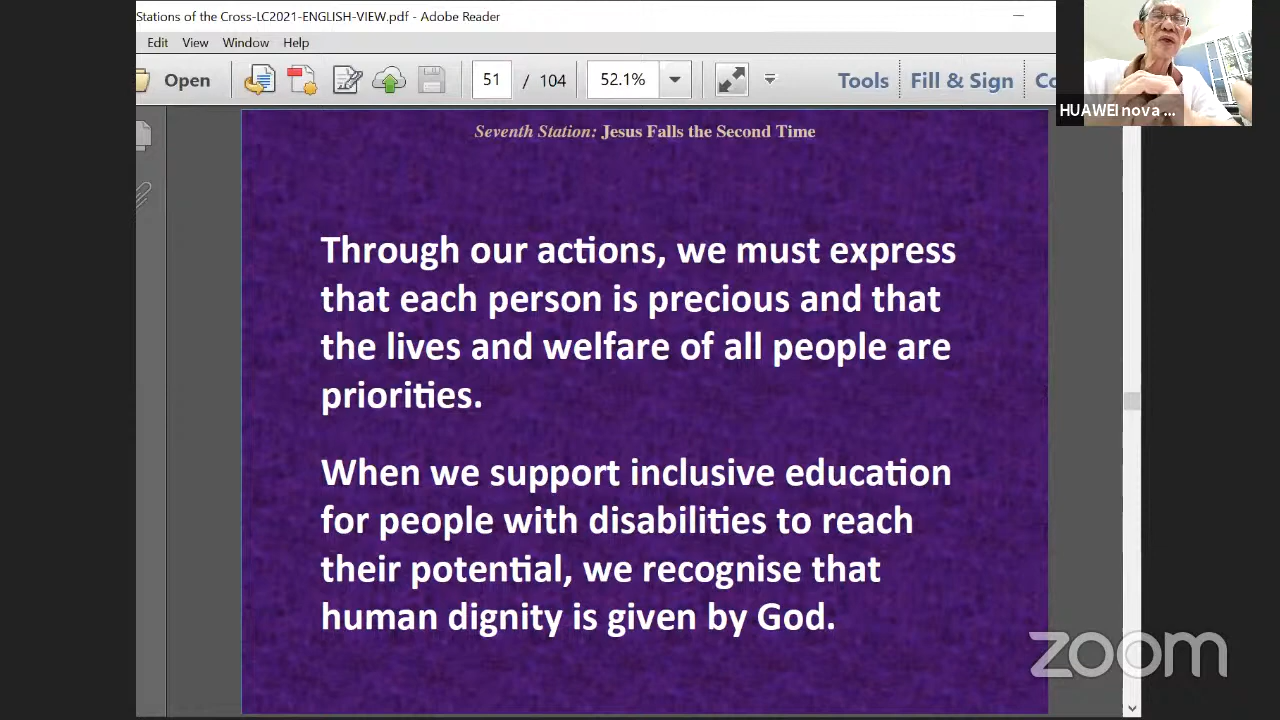 Stations of the Cross-LC2021-ENGLISH-VIEW.pdf - Adobe Reader
Edit View Window Help
Open 51 / 104 52.1% Tools Fill & Sign Co
HUAWEI nova ...
Seventh Station: Jesus Falls the Second Time
Through our actions, we must express
that each person is precious and that
the lives and welfare of all people are
priorities.
When we support inclusive education
for people with disabilities to reach
their potential, we recognise that
human dignity is given by God.
zoom